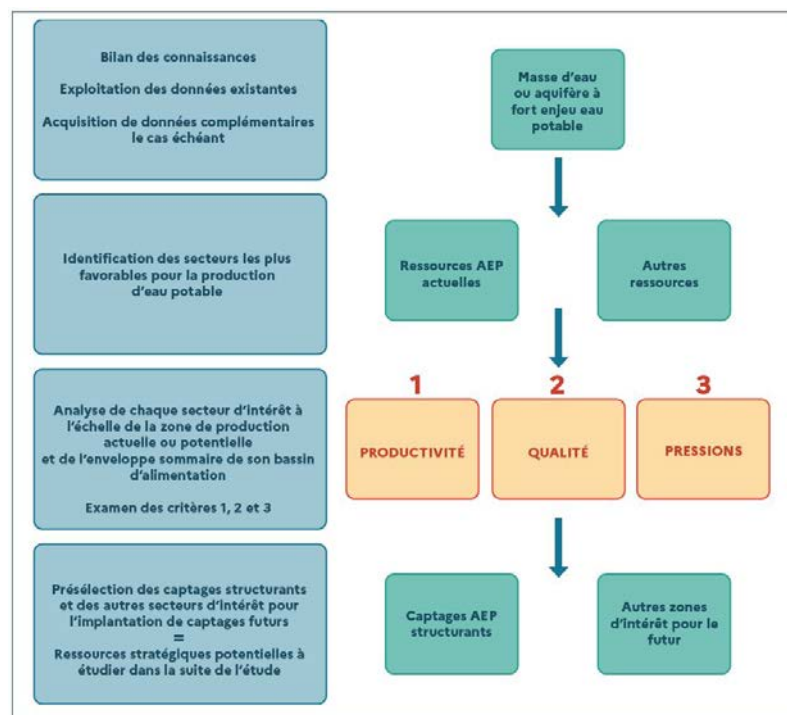 Bilan des connaissances
Exploitation des données existantes
Acquisition de données complémentaires
le cas échéant
Masse d'eau
ou aquifère à
fort enjeu eau
potable
Identification des secteurs les plus
favorables pour la production
d'eau potable
Ressources AEP
actuelles
Autres
ressources
Analyse de chaque secteur d'intérêt à
l'échelle de la zone de production
actuelle ou potentielle
et de l'enveloppe sommaire de son bassin
d'alimentation
Examen des critères 1, 2 et 3
1
PRODUCTIVITÉ
2
QUALITÉ
3
PRESSIONS
Présélection des captages structurants
et des autres secteurs d'intérêt pour
l'implantation de captages futurs
=
Ressources stratégiques potentielles à
étudier dans la suite de l'étude
Captages AEP
structurants
Autres zones
d'intérêt pour le
futur